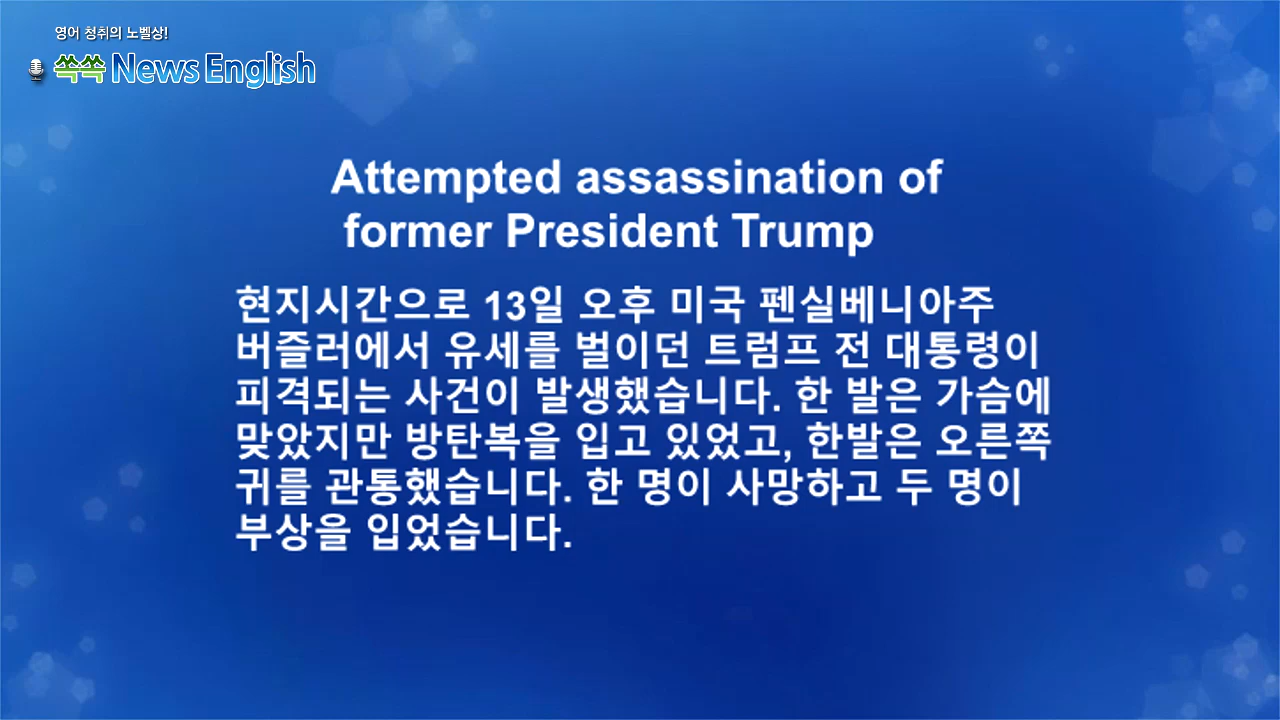 영어 청취의 노벨상!
쏙쏙 News English
Attempted assassination of
former President Trump
현지시간으로 13일 오후 미국 펜실베니아주
버즐러에서 유세를 벌이던 트럼프 전 대통령이
피격되는 사건이 발생했습니다. 한 발은 가슴에
맞았지만 방탄복을 입고 있었고, 한발은 오른쪽
귀를 관통했습니다. 한 명이 사망하고 두 명이
부상을 입었습니다.